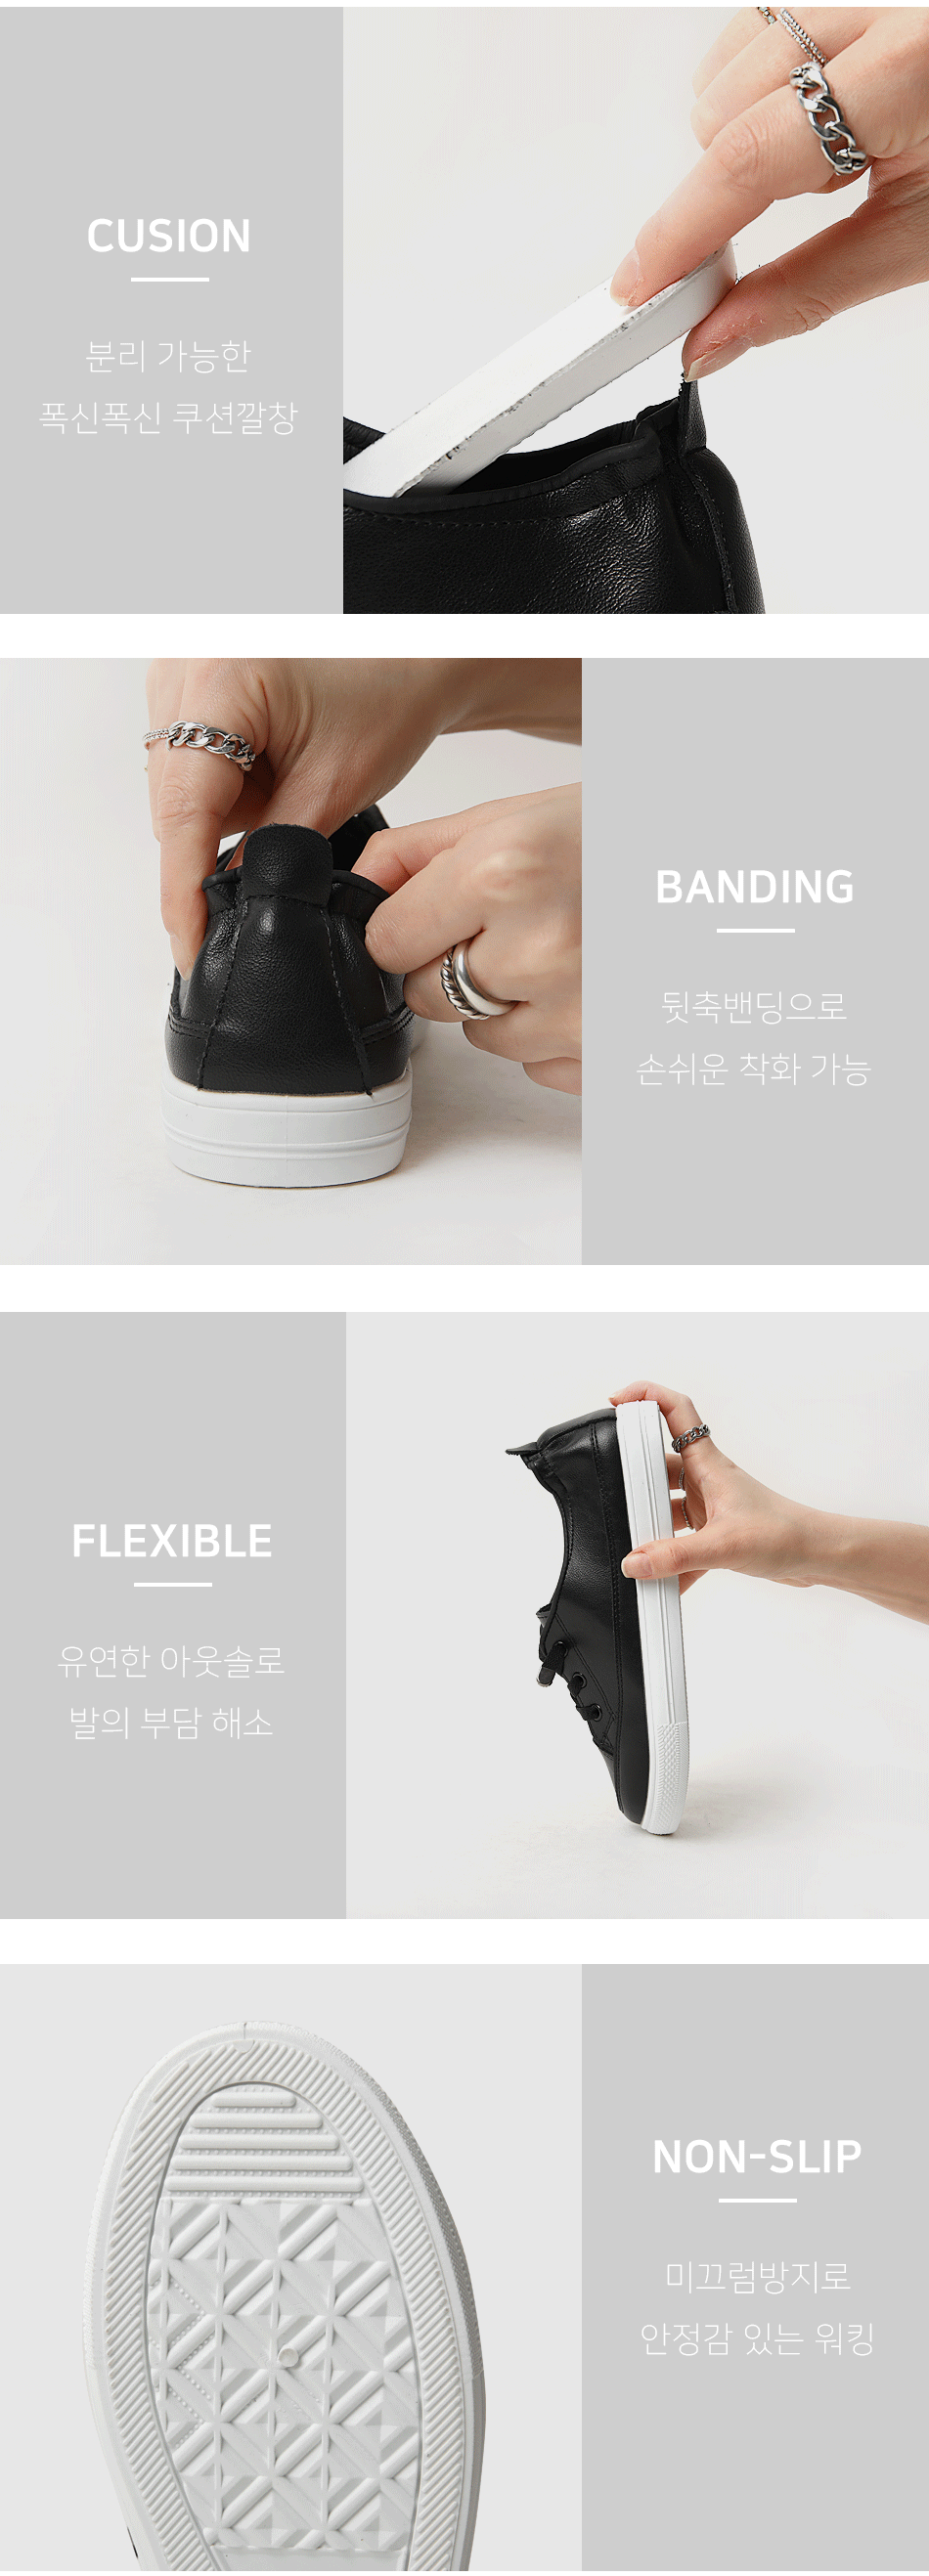 CUSION
분리 가능한
폭신폭신 쿠션깔창
BANDING
뒷축밴딩으로
손쉬운 착화 가능
FLEXIBLE
유연한 아웃솔로
발의 부담 해소
NON-SLIP
미끄럼방지로
안정감 있는 워킹